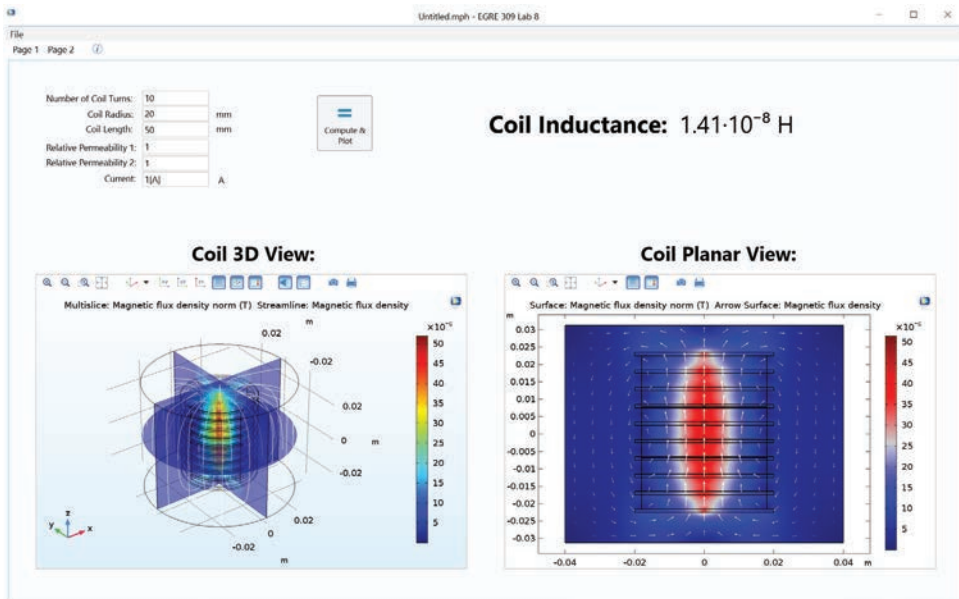 Untitled.mph - EGRE 309 Lab 8
File
Page 1 Page 2
Number of Coil Turns: 10
Coil Radius: 20 mm
Coil Length: 50 mm
Relative Permeability 1: 1
Relative Permeability 2: 1
Current: 1[A] A
=
Compute &
Plot
Coil Inductance: 1.41·10⁻⁸ H
Coil 3D View:
Multislice: Magnetic flux density norm (T) Streamline: Magnetic flux density
m
0.02
-0.02
0.02
0
-0.02
m
0.02
0
-0.02
m
z
y
x
50
45
40
35
30
25
20
15
10
5
Coil Planar View:
Surface: Magnetic flux density norm (T) Arrow Surface: Magnetic flux density
m
0.03
0.025
0.02
0.015
0.01
0.005
0
-0.005
-0.01
-0.015
-0.02
-0.025
-0.03
-0.04 -0.02 0 0.02 0.04 m
50
45
40
35
30
25
20
15
10
5